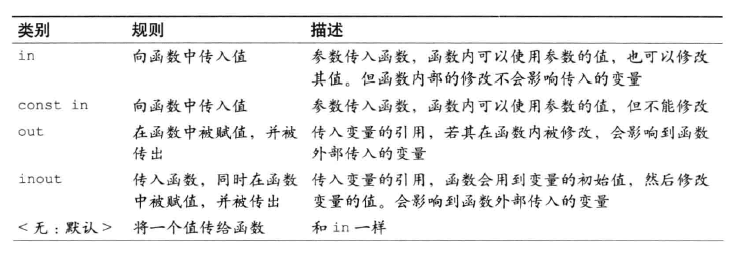 类别 规则 描述
in 向函数中传入值 参数传入函数，函数内可以使用参数的值，也可以修改
其值。但函数内部的修改不会影响传入的变量
const in 向函数中传入值 参数传入函数，函数内可以使用参数的值，但不能修改
out 在函数中被赋值，并被 传入变量的引用，若其在函数内被修改，会影响到函数
传出 外部传入的变量
inout 传入函数，同时在函数 传入变量的引用，函数会用到变量的初始值，然后修改
中被赋值，并被传出 变量的值。会影响到函数外部传入的变量
<无：默认> 将一个值传给函数 和 in 一样